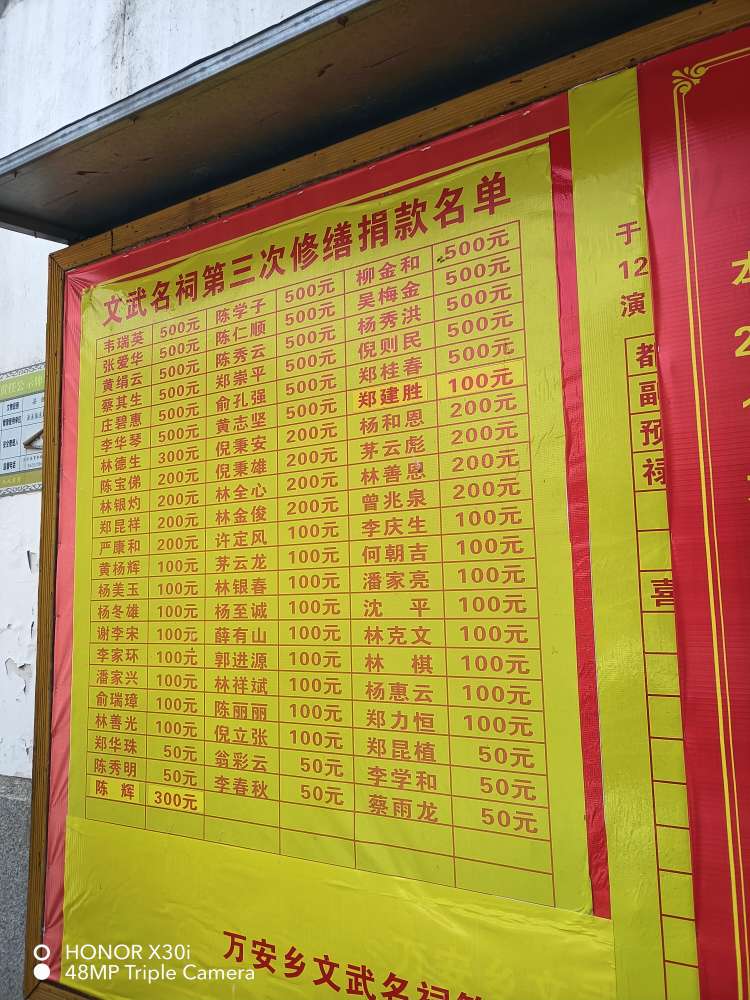 文武名祠第三次修缮捐款名单
韦瑞英 500元 陈学子 500元 柳金和 500元
张爱华 500元 陈仁顺 500元 吴梅金 500元
黄绢云 500元 陈秀云 500元 杨秀洪 500元
蔡其生 500元 郑崇平 500元 倪则民 500元
庄碧惠 500元 俞孔强 500元 郑桂春 500元
李华琴 500元 黄志坚 500元 郑建胜 100元
林德生 300元 倪秉安 200元 杨和恩 200元
陈宝俤 200元 倪秉雄 200元 茅云彪 200元
林银灼 200元 林全心 200元 林善恩 200元
郑昆祥 200元 林金俊 200元 曾兆泉 200元
严康和 200元 许定风 100元 李庆生 100元
黄杨辉 100元 茅云龙 100元 何朝吉 100元
杨美玉 100元 林银春 100元 潘家亮 100元
杨冬雄 100元 杨至诚 100元 沈 平 100元
谢李宋 100元 薛有山 100元 林克文 100元
李家环 100元 郭进源 100元 林 棋 100元
潘家兴 100元 林祥斌 100元 杨惠云 100元
俞瑞璋 100元 陈丽丽 100元 郑力恒 100元
林善光 100元 倪立张 100元 郑昆植 50元
郑华珠 50元 翁彩云 50元 李学和 50元
陈秀明 50元 李春秋 50元 蔡雨龙 50元
陈 辉 300元
万安乡文武名祠
于
12
演
都
副
预
禄
喜
HONOR X30i
48MP Triple Camera